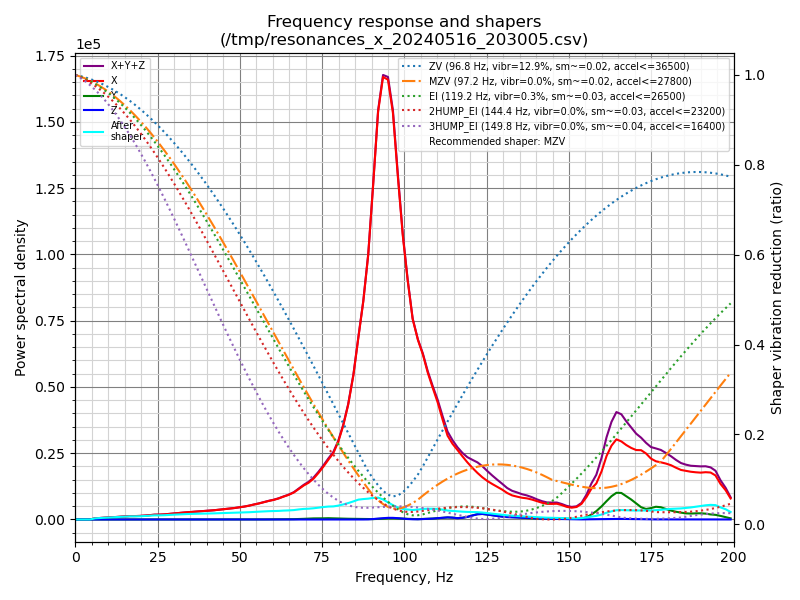 Frequency response and shapers
(/tmp/resonances_x_20240516_203005.csv)
1e5
X+Y+Z
X
Y
Z
After
shaper
ZV (96.8 Hz, vibr=12.9%, sm~=0.02, accel<=36500)
MZV (97.2 Hz, vibr=0.0%, sm~=0.02, accel<=27800)
EI (119.2 Hz, vibr=0.3%, sm~=0.03, accel<=26500)
2HUMP_EI (144.4 Hz, vibr=0.0%, sm~=0.03, accel<=23200)
3HUMP_EI (149.8 Hz, vibr=0.0%, sm~=0.04, accel<=16400)
Recommended shaper: MZV
Power spectral density
1.75
1.50
1.25
1.00
0.75
0.50
0.25
0.00
Shaper vibration reduction (ratio)
1.0
0.8
0.6
0.4
0.2
0.0
0 25 50 75 100 125 150 175 200
Frequency, Hz